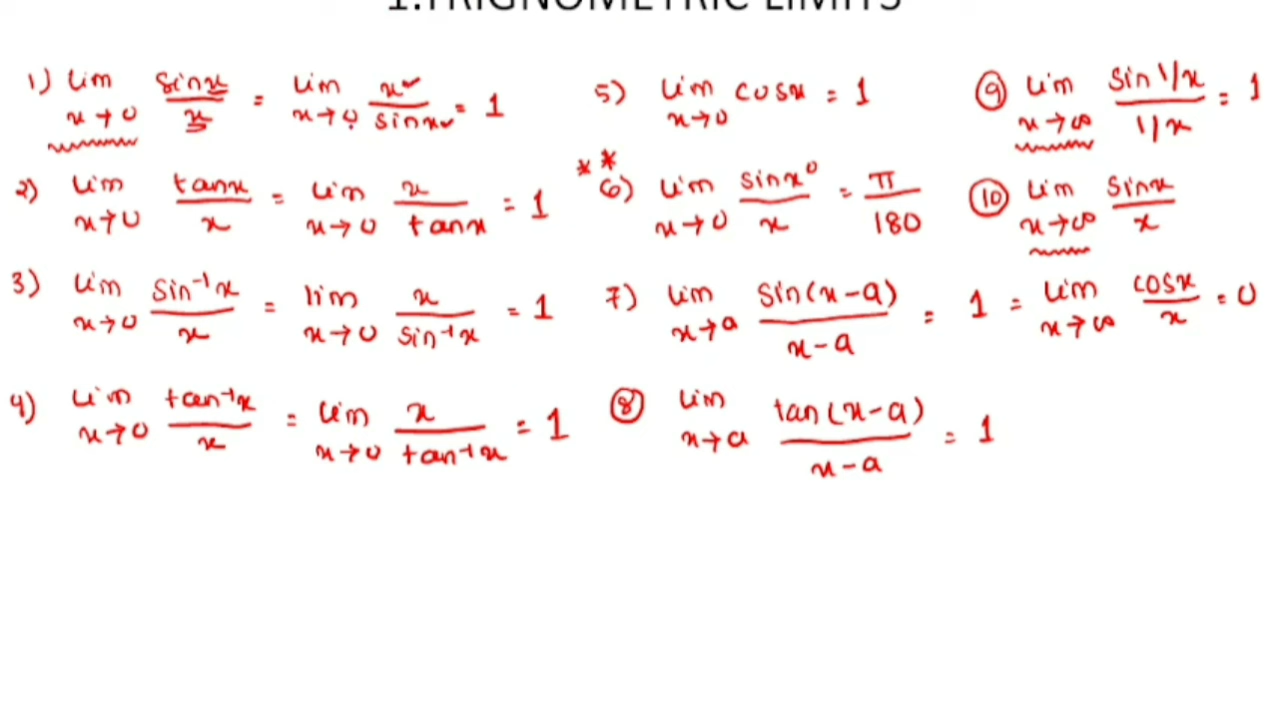 1.TRIGNOMETRIC LIMITS
1) lim x→0 sinx/x = lim x→0 x/sinx = 1
2) lim x→0 tanx/x = lim x→0 x/tanx = 1
3) lim x→0 sin⁻¹x/x = lim x→0 x/sin⁻¹x = 1
4) lim x→0 tan⁻¹x/x = lim x→0 x/tan⁻¹x = 1
5) lim x→0 cosx = 1
** 6) lim x→0 sinx⁰/x = π/180
7) lim x→a sin(x-a)/x-a = 1
8 lim x→a tan(x-a)/x-a = 1
9 lim x→∞ sin1/x/1/x = 1
10 lim x→∞ sinx/x
= lim x→∞ cosx/x = 0